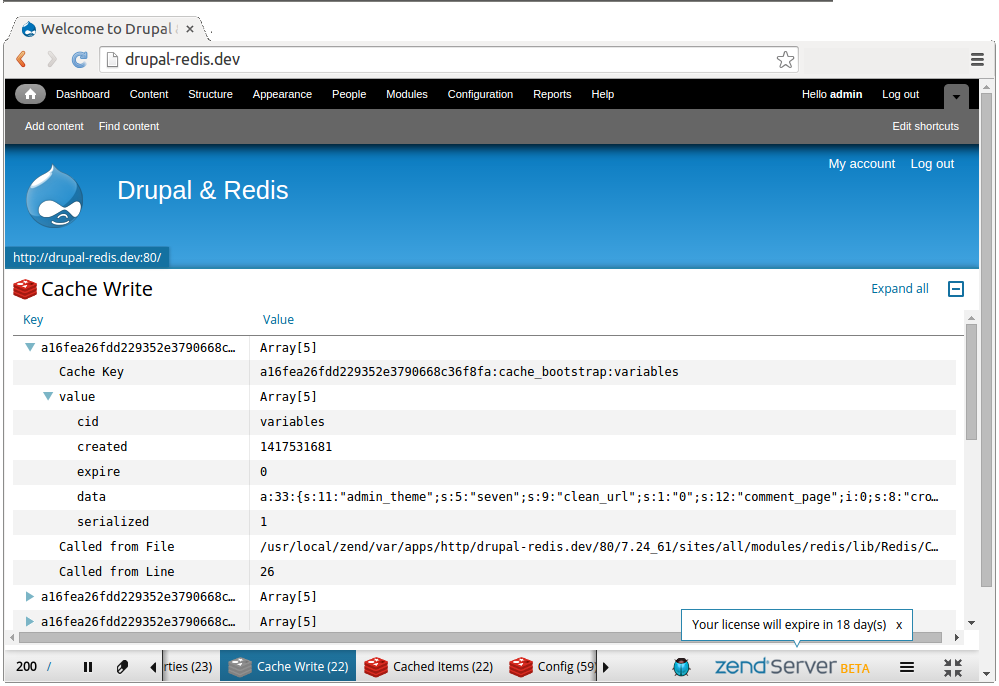 Welcome to Drupal
drupal-redis.dev
Dashboard Content Structure Appearance People Modules Configuration Reports Help Hello admin Log out
Add content Find content Edit shortcuts
My account Log out
Drupal & Redis
http://drupal-redis.dev:80/
Cache Write Expand all
Key Value
a16fea26fdd229352e3790668c… Array[5]
Cache Key a16fea26fdd229352e3790668c36f8fa:cache_bootstrap:variables
value Array[5]
cid variables
created 1417531681
expire 0
data a:33:{s:11:"admin_theme";s:5:"seven";s:9:"clean_url";s:1:"0";s:12:"comment_page";i:0;s:8:"cro…
serialized 1
Called from File /usr/local/zend/var/apps/http/drupal-redis.dev/80/7.24_61/sites/all/modules/redis/lib/Redis/C…
Called from Line 26
a16fea26fdd229352e3790668c… Array[5]
a16fea26fdd229352e3790668c… Array[5]
Your license will expire in 18 day(s) x
200 / rties (23) Cache Write (22) Cached Items (22) Config (59) zend Server BETA